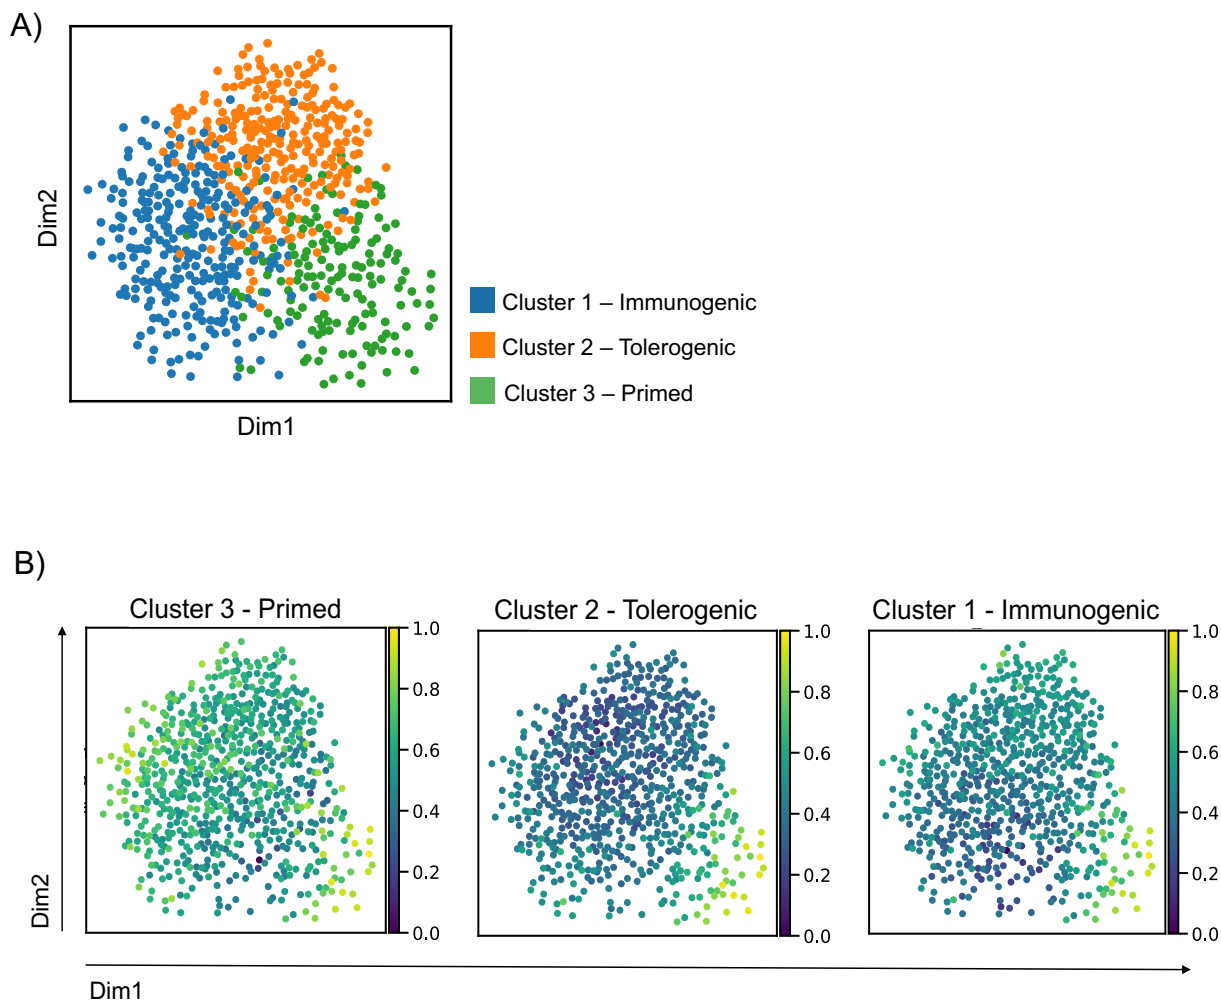 A)
Dim2
Dim1
Cluster 1 – Immunogenic
Cluster 2 – Tolerogenic
Cluster 3 – Primed
B)
Cluster 3 - Primed
Cluster 2 - Tolerogenic
Cluster 1 - Immunogenic
1.0
0.8
0.6
0.4
0.2
0.0
1.0
0.8
0.6
0.4
0.2
0.0
1.0
0.8
0.6
0.4
0.2
0.0
Dim2
Dim1